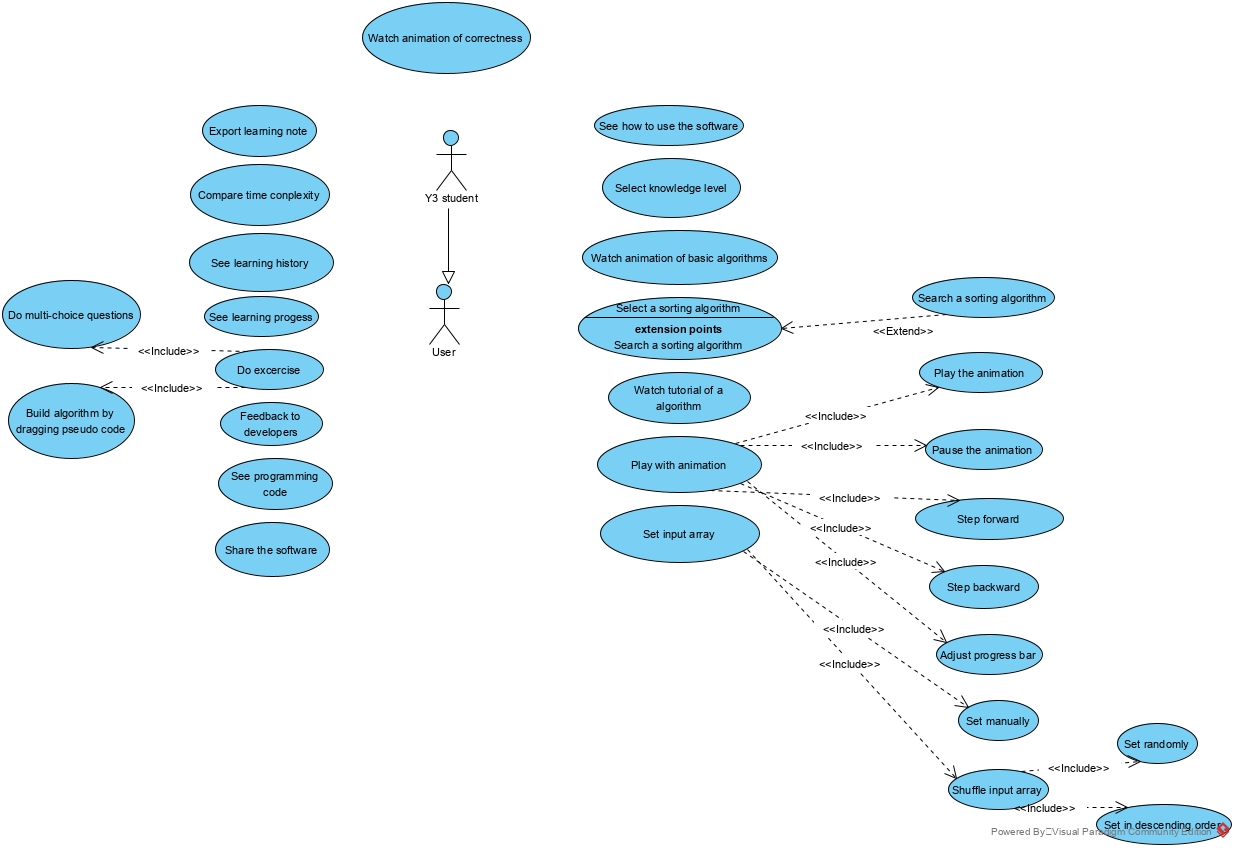 Watch animation of correctness
Export learning note
See how to use the software
Compare time conplexity
Select knowledge level
Y3 student
See learning history
Watch animation of basic algorithms
Do multi-choice questions
See learning progess
Select a sorting algorithm
extension points
Search a sorting algorithm
Search a sorting algorithm
<<Extend>>
User
<<Include>>
Do excercise
<<Include>>
Build algorithm by
dragging pseudo code
Watch tutorial of a
algorithm
Play the animation
Feedback to
developers
<<Include>>
<<Include>>
Pause the animation
Play with animation
See programming
code
<<Include>>
Step forward
Set input array
<<Include>>
Share the software
<<Include>>
Step backward
<<Include>>
Adjust progress bar
<<Include>>
Set manually
Set randomly
<<Include>>
Shuffle input array
<<Include>>
Set in descending order
Powered By Visual Paradigm Community Edition